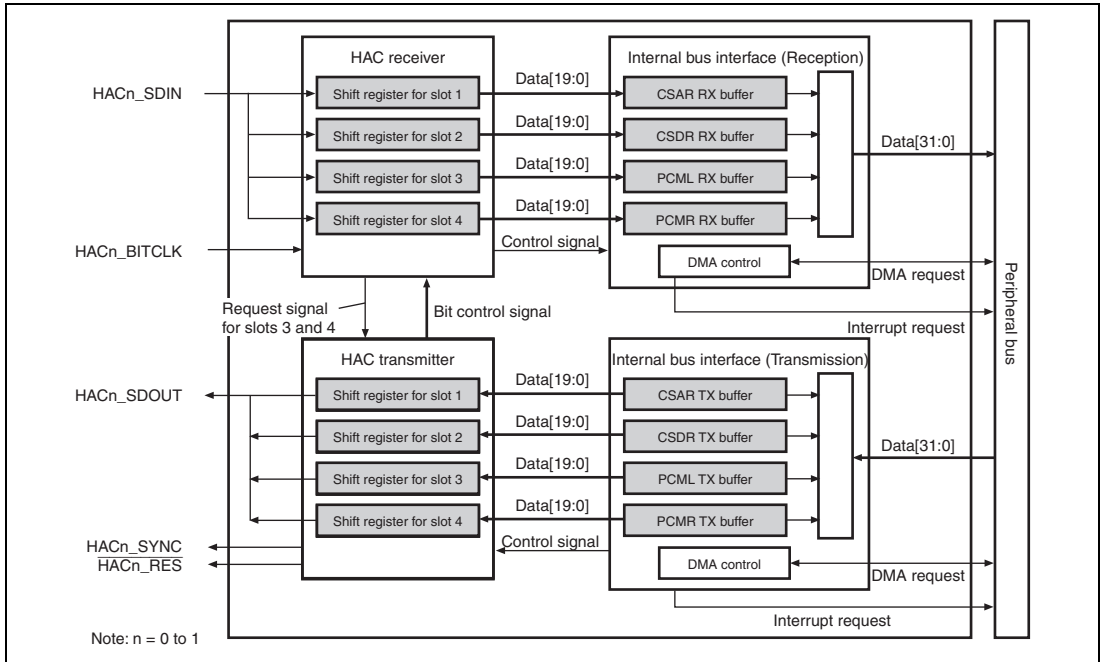 HAC receiver
Internal bus interface (Reception)
HACn_SDIN
Shift register for slot 1
Data[19:0]
CSAR RX buffer
Shift register for slot 2
Data[19:0]
CSDR RX buffer
Data[31:0]
Shift register for slot 3
Data[19:0]
PCML RX buffer
Shift register for slot 4
Data[19:0]
PCMR RX buffer
HACn_BITCLK
Control signal
DMA control
DMA request
Request signal
for slots 3 and 4
Bit control signal
Interrupt request
Peripheral bus
HAC transmitter
Internal bus interface (Transmission)
HACn_SDOUT
Shift register for slot 1
Data[19:0]
CSAR TX buffer
Shift register for slot 2
Data[19:0]
CSDR TX buffer
Data[31:0]
Shift register for slot 3
Data[19:0]
PCML TX buffer
Shift register for slot 4
Data[19:0]
PCMR TX buffer
HACn_SYNC
HACn_RES
Control signal
DMA control
DMA request
Interrupt request
Note: n = 0 to 1